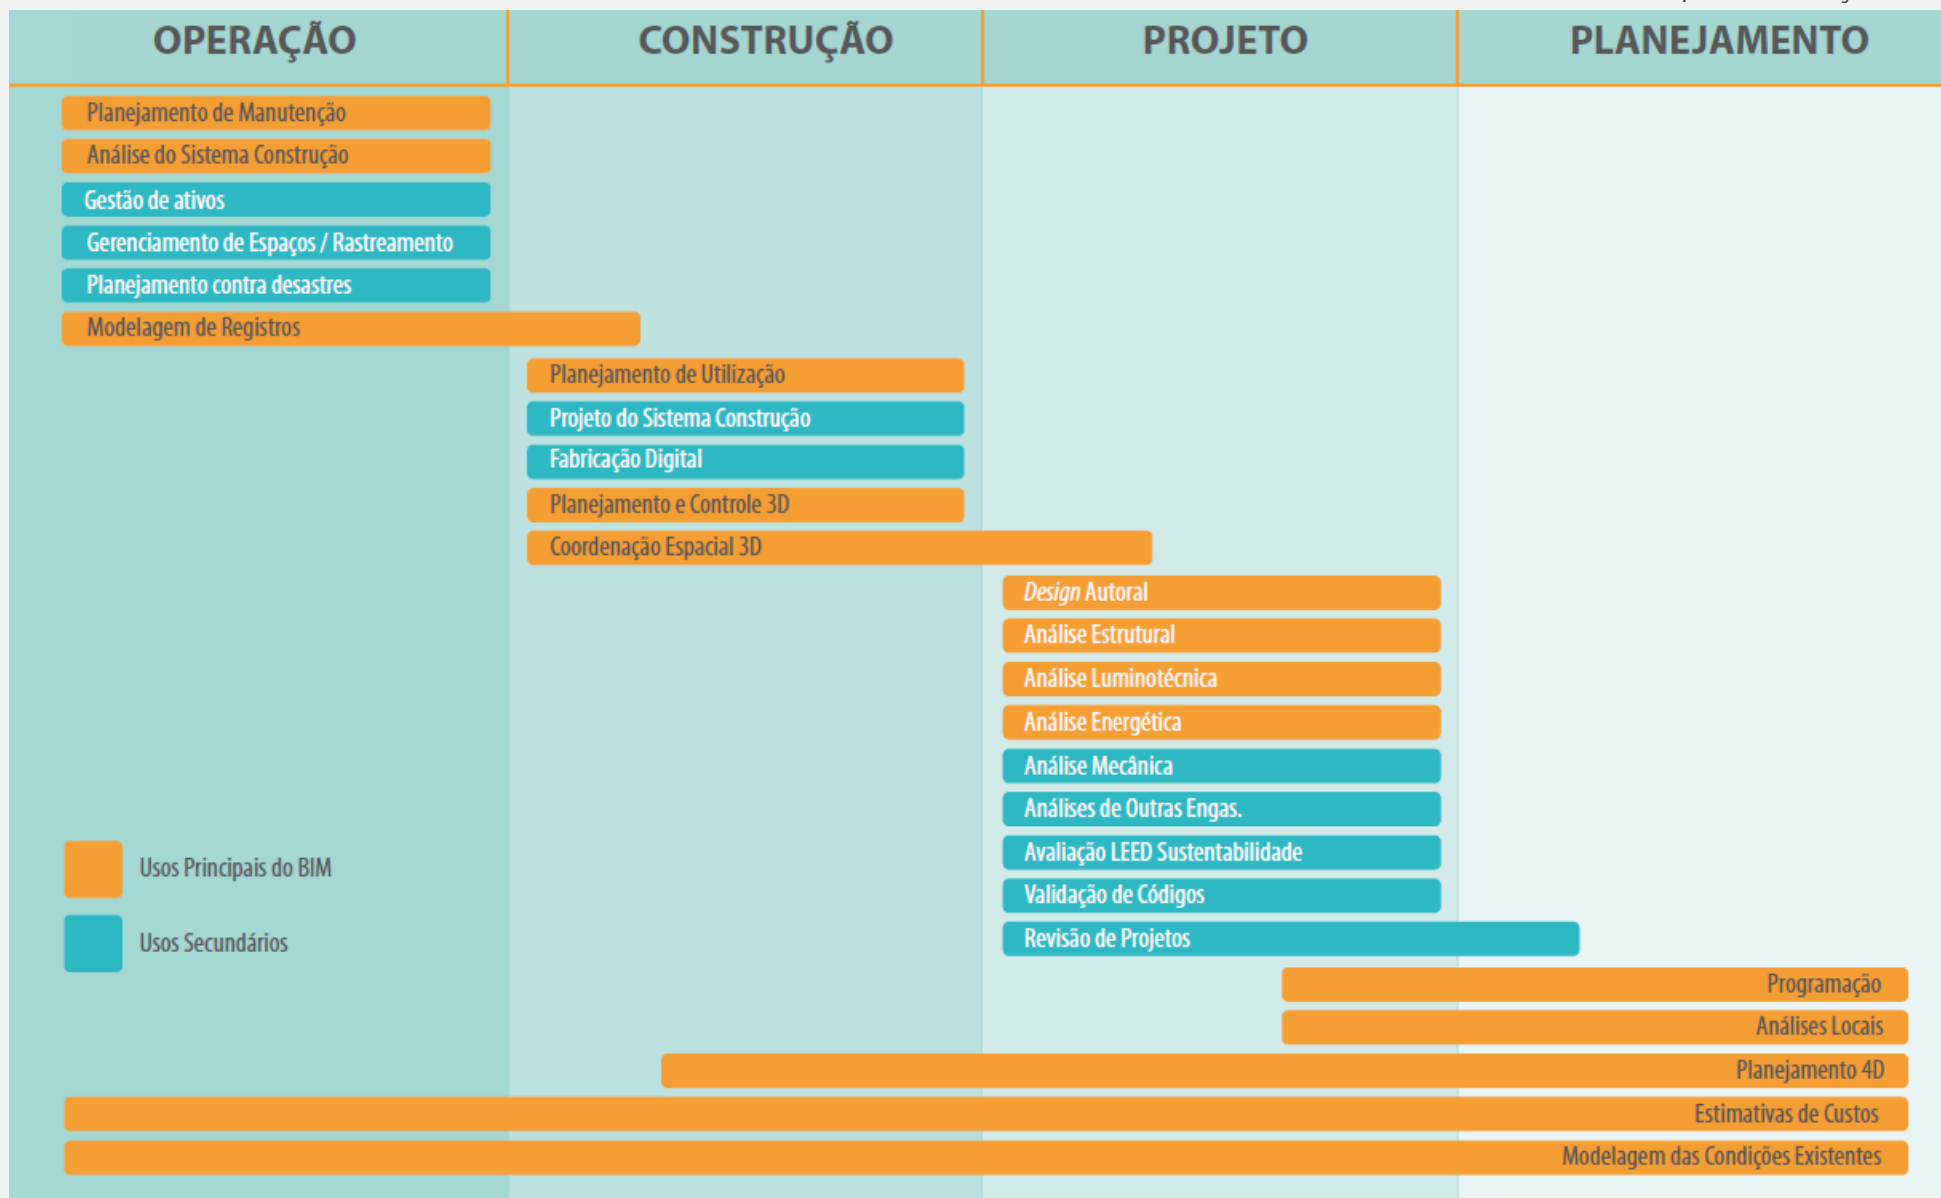 OPERAÇÃO
CONSTRUÇÃO
PROJETO
PLANEJAMENTO
Planejamento de Manutenção
Análise do Sistema Construção
Gestão de ativos
Gerenciamento de Espaços / Rastreamento
Planejamento contra desastres
Modelagem de Registros
Planejamento de Utilização
Projeto do Sistema Construção
Fabricação Digital
Planejamento e Controle 3D
Coordenação Espacial 3D
Design Autoral
Análise Estrutural
Análise Luminotécnica
Análise Energética
Análise Mecânica
Análises de Outras Engas.
Avaliação LEED Sustentabilidade
Validação de Códigos
Revisão de Projetos
Programação
Análises Locais
Planejamento 4D
Estimativas de Custos
Modelagem das Condições Existentes
Usos Principais do BIM
Usos Secundários